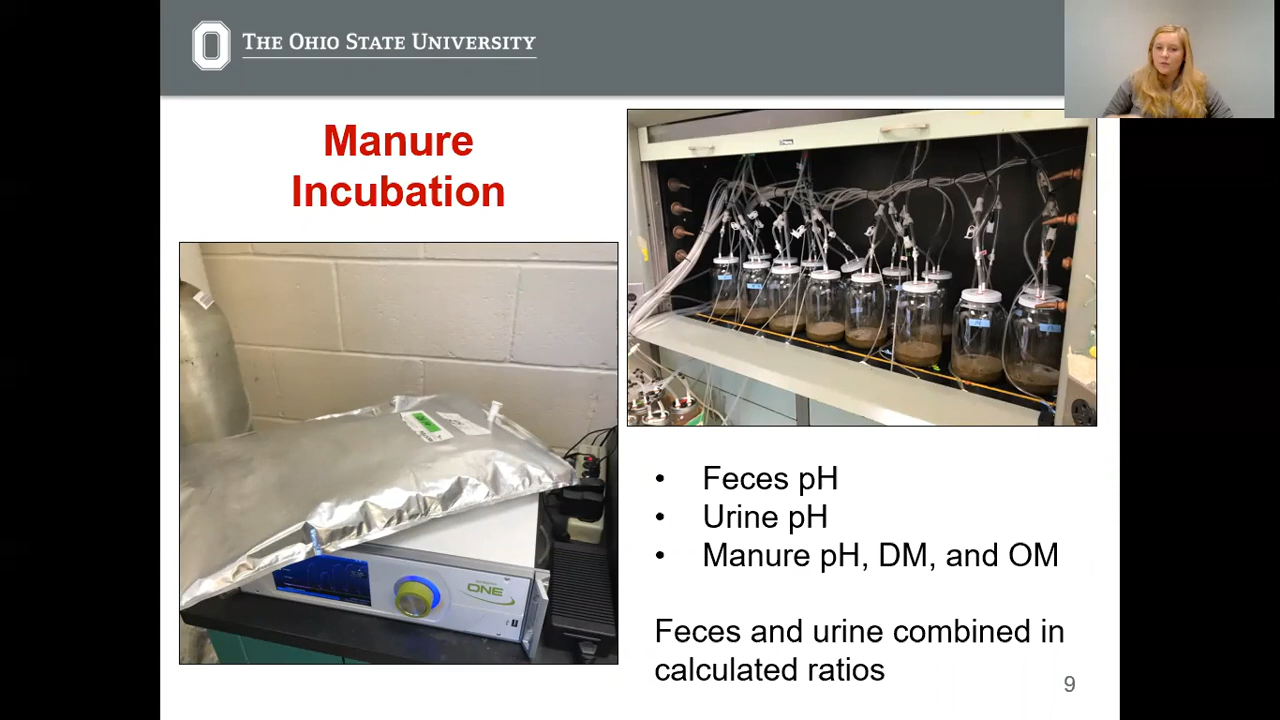 THE OHIO STATE UNIVERSITY
Manure
Incubation
ONE
• Feces pH
• Urine pH
• Manure pH, DM, and OM
Feces and urine combined in
calculated ratios
9